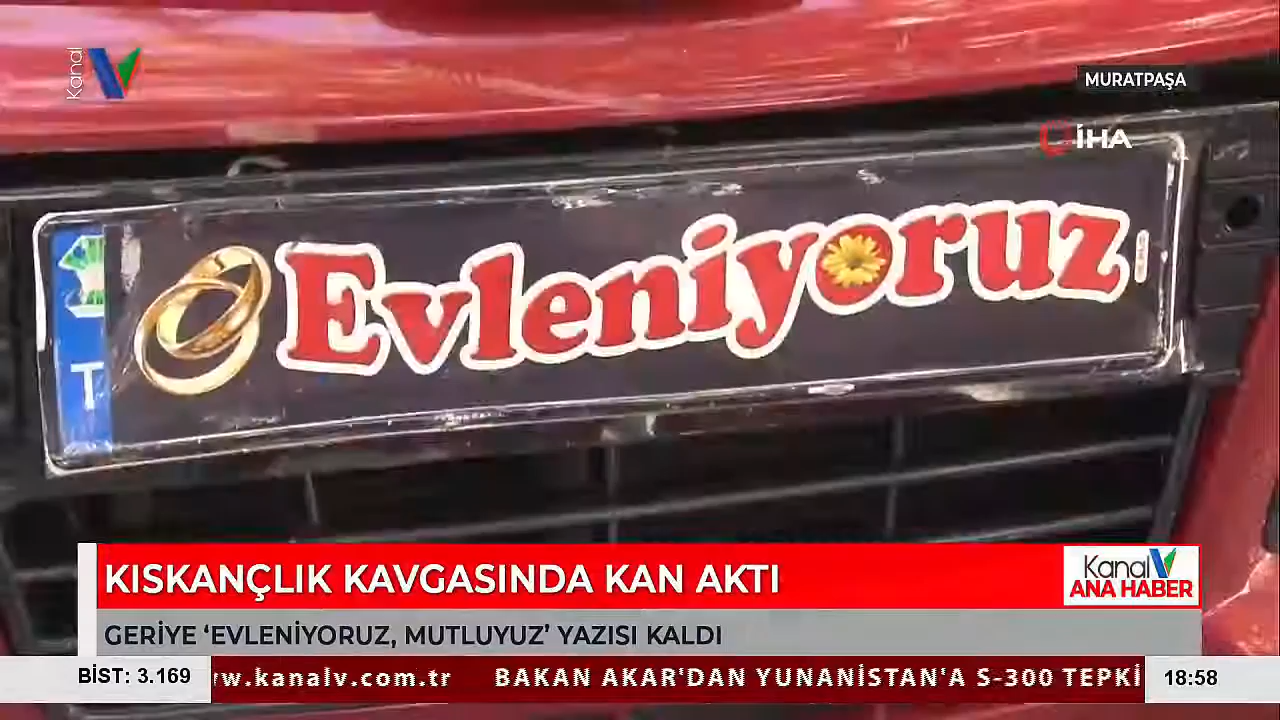 Kanal V
MURATPAŞA
İHA
Evleniyoruz
T
KISKANÇLIK KAVGASINDA KAN AKTI
Kanal V
ANA HABER
GERİYE ‘EVLENİYORUZ, MUTLUYUZ’ YAZISI KALDI
BİST: 3.169
www.kanalv.com.tr
BAKAN AKAR'DAN YUNANİSTAN'A S-300 TEPKİ
18:58